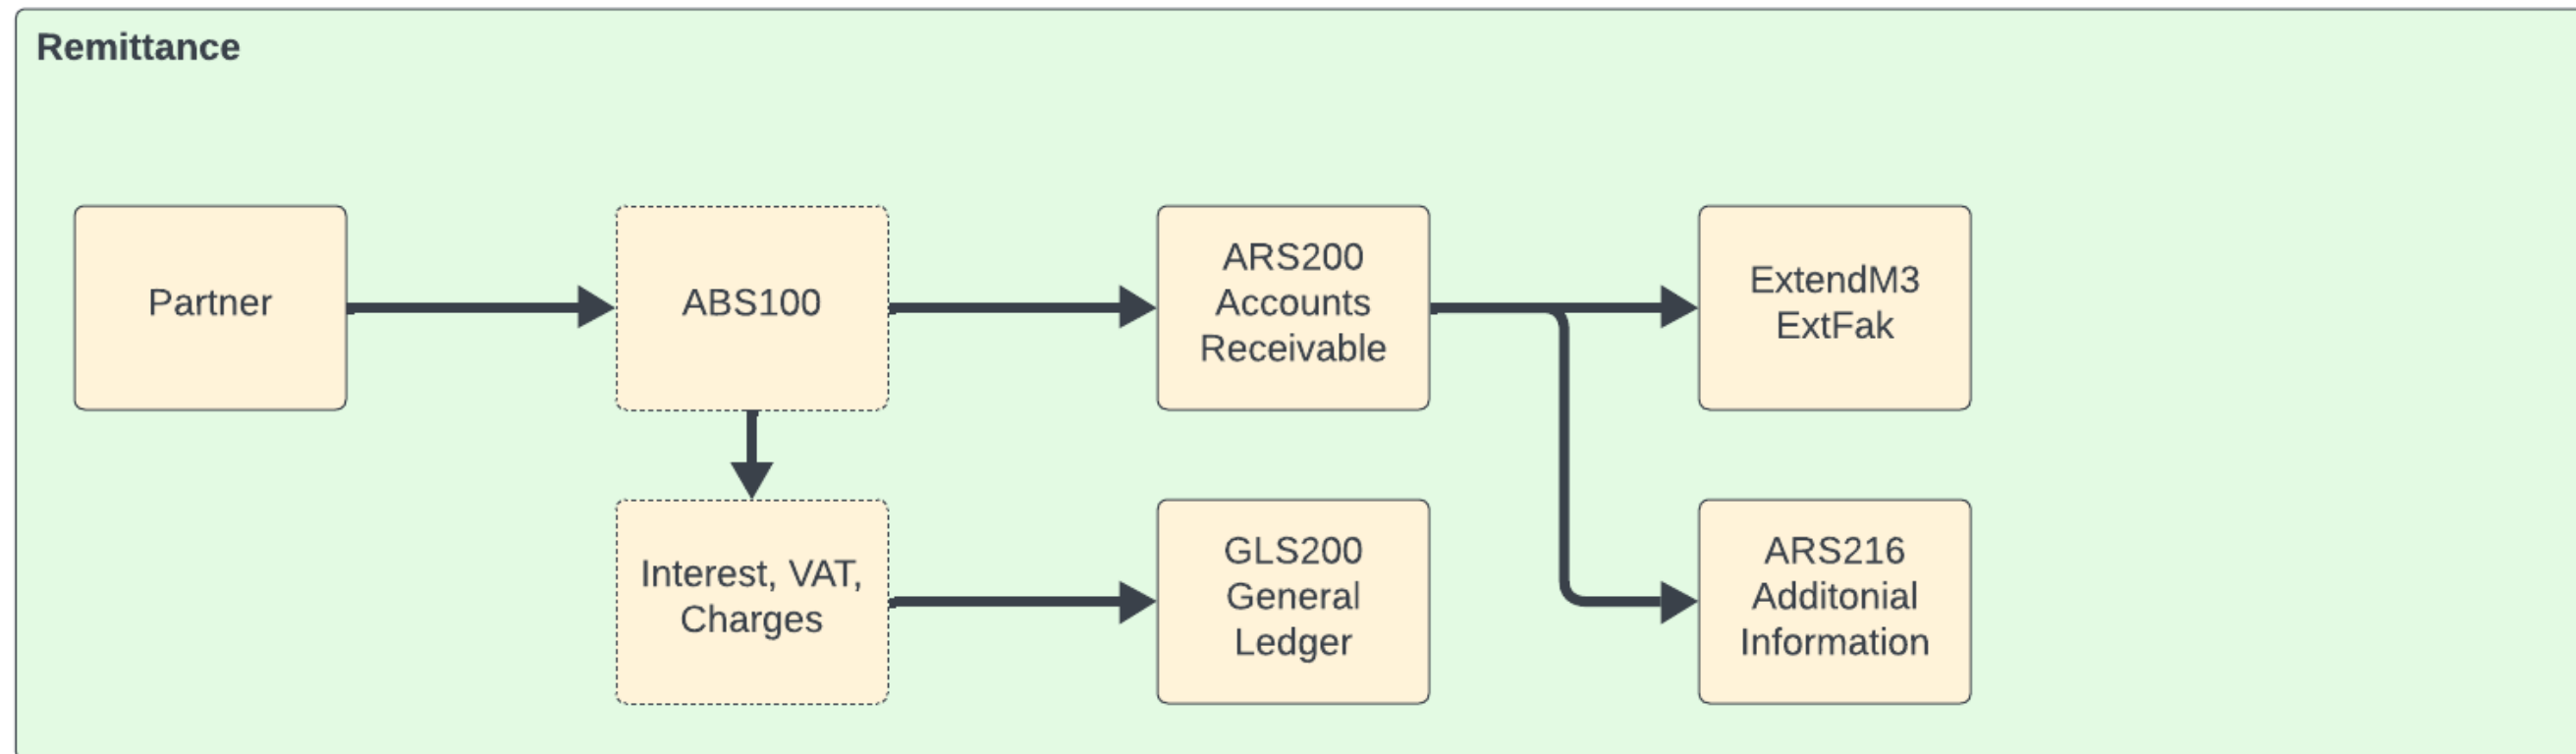 Remittance
Partner
ABS100
ARS200
Accounts
Receivable
ExtendM3
ExtFak
Interest, VAT,
Charges
GLS200
General
Ledger
ARS216
Additonial
Information